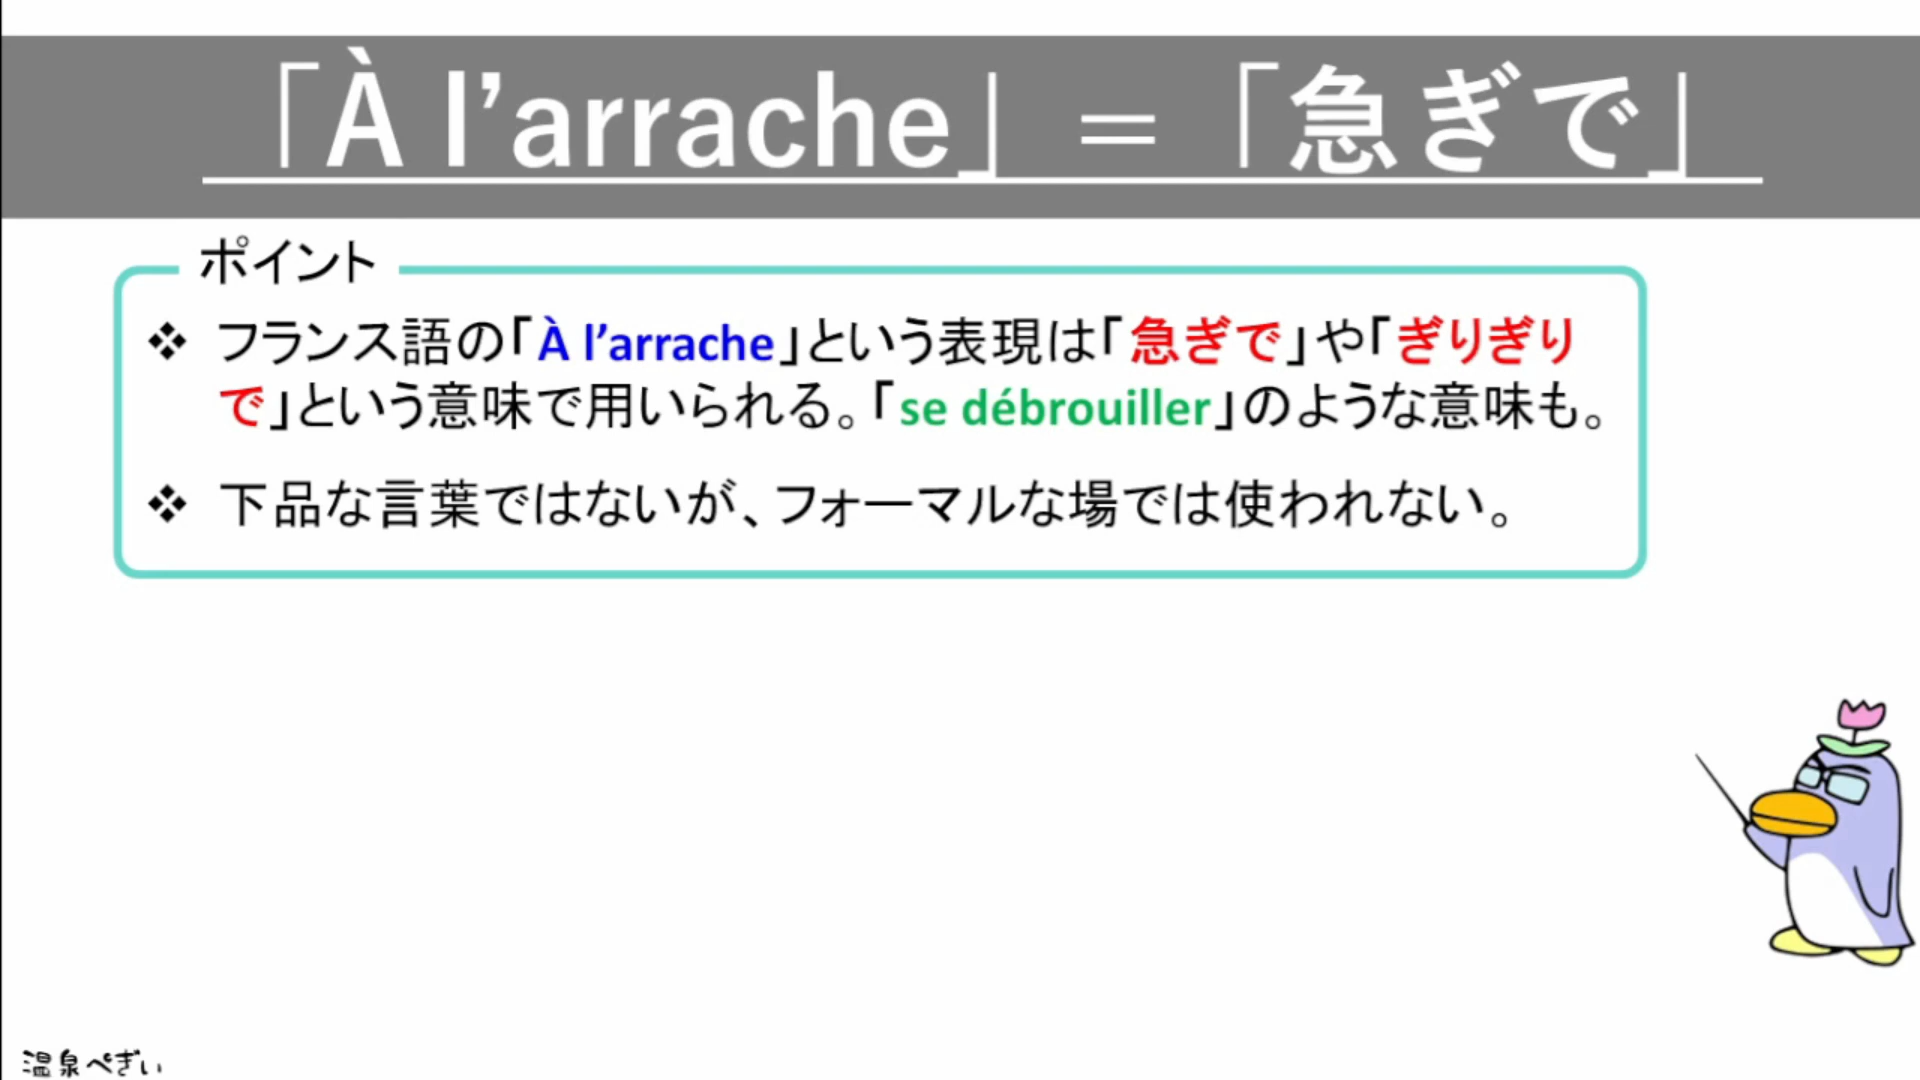 「À l’arrache」＝「急ぎで」
ポイント
❖ フランス語の「À l’arrache」という表現は「急ぎで」や「ぎりぎり
で」という意味で用いられる。「se débrouiller」のような意味も。
❖ 下品な言葉ではないが、フォーマルな場では使われない。
温泉ぺぎぃ